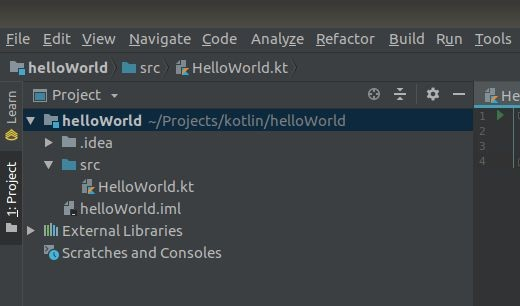 File Edit View Navigate Code Analyze Refactor Build Run Tools
helloWorld src HelloWorld.kt
Learn
1: Project
Project
helloWorld ~/Projects/kotlin/helloWorld
.idea
src
HelloWorld.kt
helloWorld.iml
External Libraries
Scratches and Consoles
He
1
2
3
4